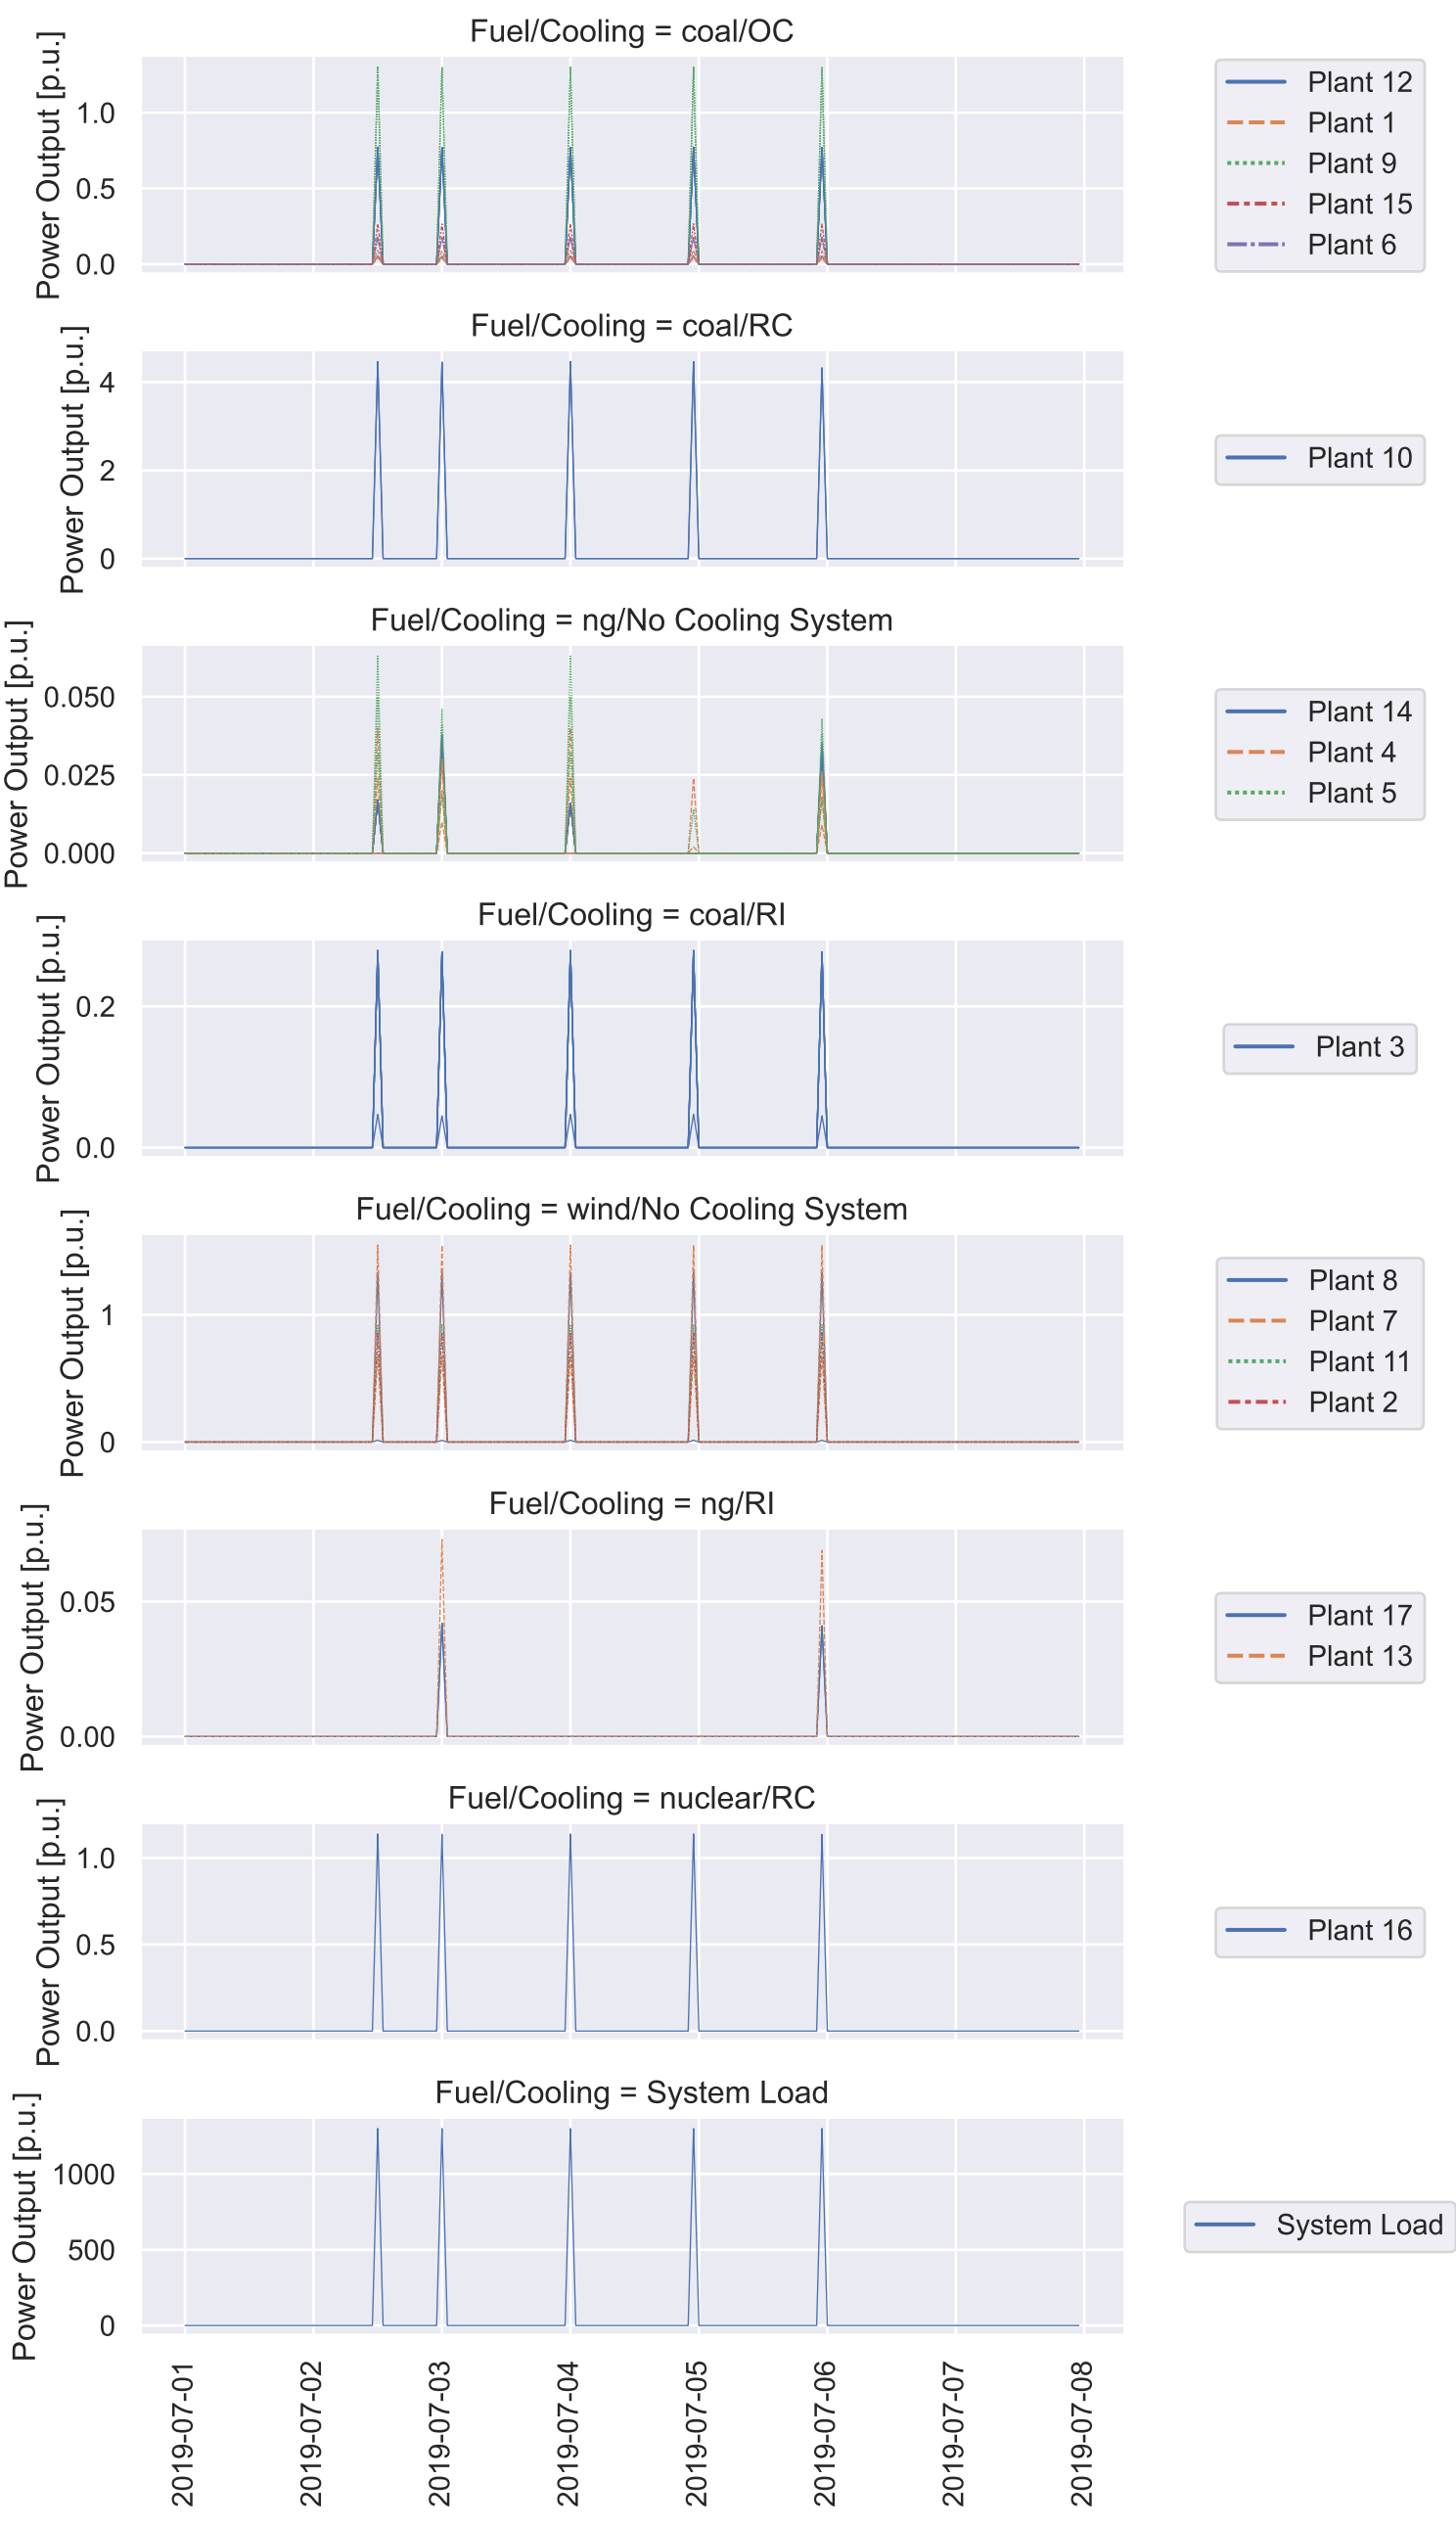 Fuel/Cooling = coal/OC
Power Output [p.u.]
1.0
0.5
0.0
Plant 12
Plant 1
Plant 9
Plant 15
Plant 6
Fuel/Cooling = coal/RC
Power Output [p.u.]
4
2
0
Plant 10
Fuel/Cooling = ng/No Cooling System
Power Output [p.u.]
0.050
0.025
0.000
Plant 14
Plant 4
Plant 5
Fuel/Cooling = coal/RI
Power Output [p.u.]
0.2
0.0
Plant 3
Fuel/Cooling = wind/No Cooling System
Power Output [p.u.]
1
0
Plant 8
Plant 7
Plant 11
Plant 2
Fuel/Cooling = ng/RI
Power Output [p.u.]
0.05
0.00
Plant 17
Plant 13
Fuel/Cooling = nuclear/RC
Power Output [p.u.]
1.0
0.5
0.0
Plant 16
Fuel/Cooling = System Load
Power Output [p.u.]
1000
500
0
System Load
2019-07-01
2019-07-02
2019-07-03
2019-07-04
2019-07-05
2019-07-06
2019-07-07
2019-07-08